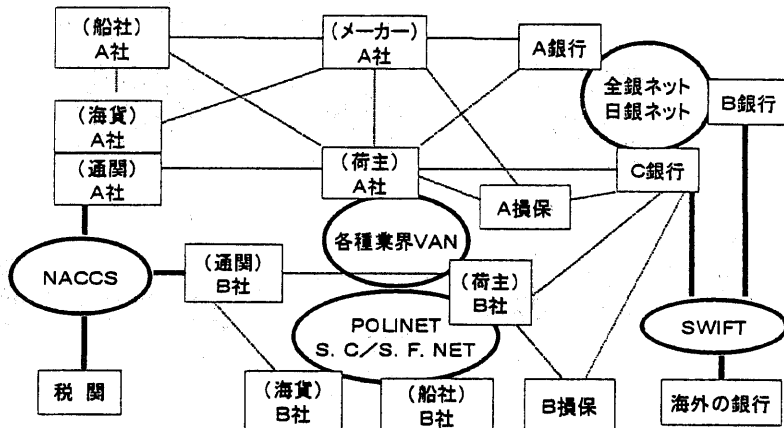 (船社)
A社
(メーカー)
A社
A銀行
全銀ネット
日銀ネット
B銀行
(海貨)
A社
(通関)
A社
(荷主)
A社
C銀行
A損保
各種業界VAN
NACCS
(通関)
B社
(荷主)
B社
POLINET
S. C/S. F. NET
SWIFT
税 関
(海貨)
B社
(船社)
B社
B損保
海外の銀行